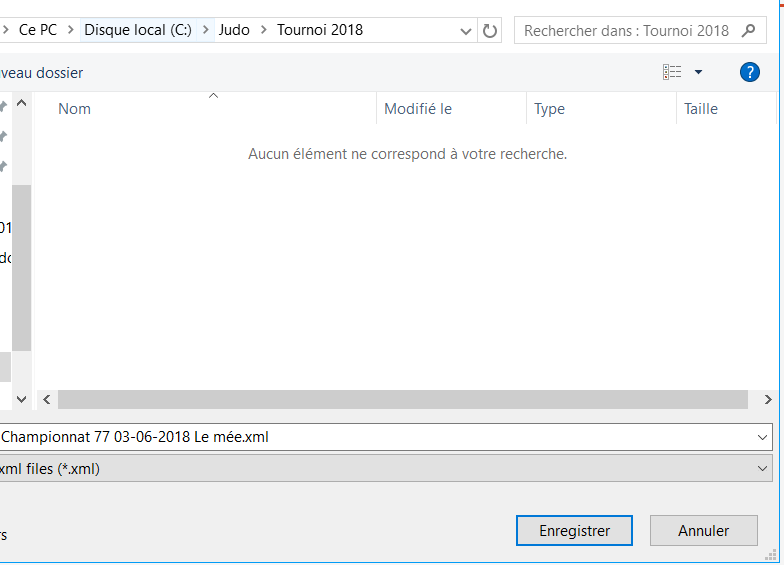 Ce PC > Disque local (C:) > Judo > Tournoi 2018
Rechercher dans : Tournoi 2018
veau dossier
?
Nom Modifié le Type Taille
Aucun élément ne correspond à votre recherche.
01
Championnat 77 03-06-2018 Le mée.xml
xml files (*.xml)
Enregistrer Annuler